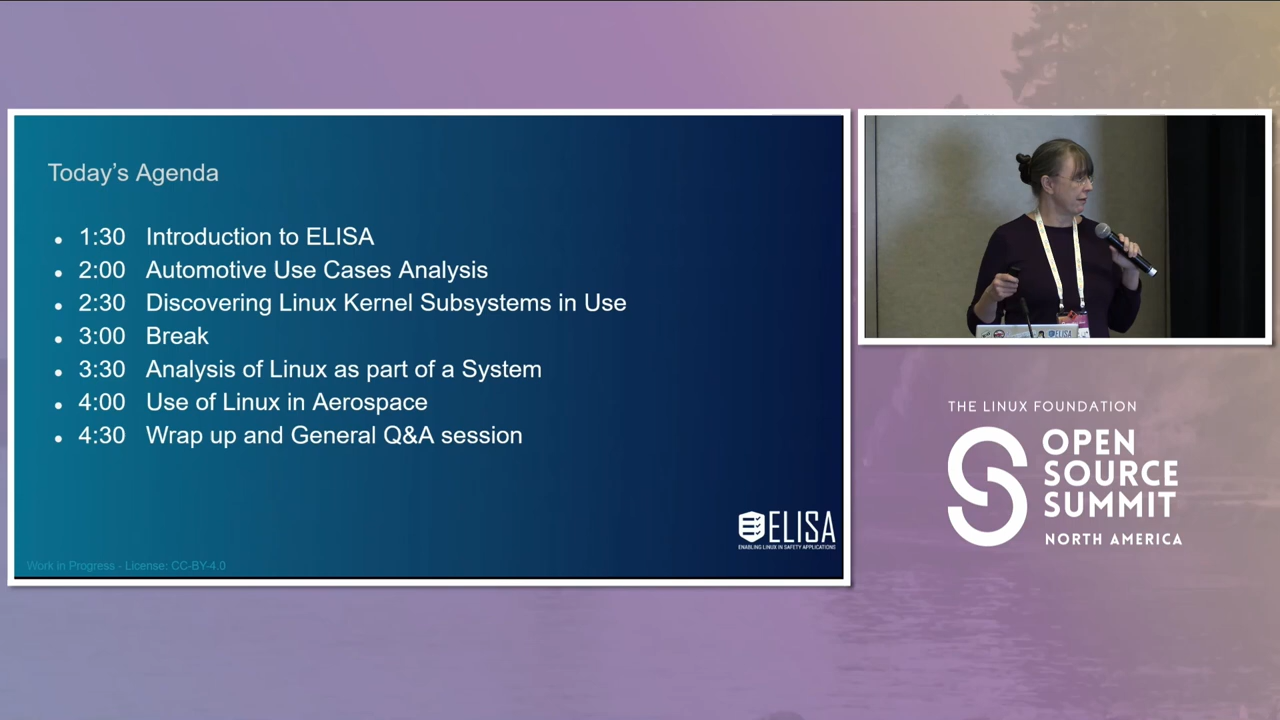 Today's Agenda
• 1:30 Introduction to ELISA
• 2:00 Automotive Use Cases Analysis
• 2:30 Discovering Linux Kernel Subsystems in Use
• 3:00 Break
• 3:30 Analysis of Linux as part of a System
• 4:00 Use of Linux in Aerospace
• 4:30 Wrap up and General Q&A session
ELISA
ENABLING LINUX IN SAFETY APPLICATIONS
Work in Progress - License: CC-BY-4.0
ELISA
THE LINUX FOUNDATION
OPEN
SOURCE
SUMMIT
NORTH AMERICA